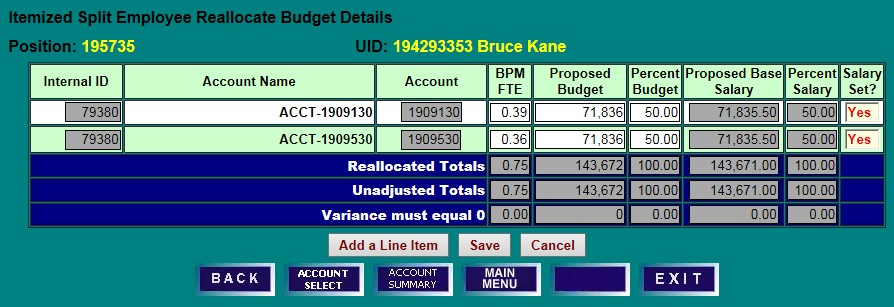 Itemized Split Employee Reallocate Budget Details
Position: 195735 UID: 194293353 Bruce Kane
Internal ID Account Name Account BPM FTE Proposed Budget Percent Budget Proposed Base Salary Percent Salary Salary Set?
79380 ACCT-1909130 1909130 0.39 71,836 50.00 71,835.50 50.00 Yes
79380 ACCT-1909530 1909530 0.36 71,836 50.00 71,835.50 50.00 Yes
Reallocated Totals 0.75 143,672 100.00 143,671.00 100.00
Unadjusted Totals 0.75 143,672 100.00 143,671.00 100.00
Variance must equal 0 0.00 0 0.00 0.00 0.00
Add a Line Item Save Cancel
BACK ACCOUNT SELECT ACCOUNT SUMMARY MAIN MENU EXIT